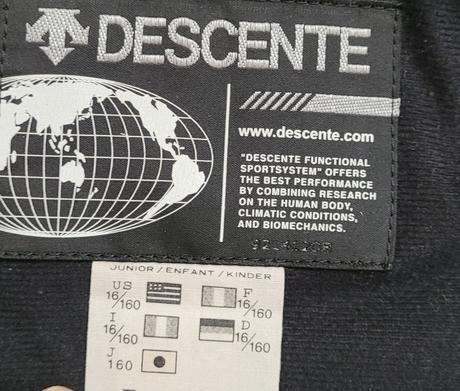 DESCENTE
www.descente.com
"DESCENTE FUNCTIONAL
SPORTSYSTEM" OFFERS
THE BEST PERFORMANCE
BY COMBINING RESEARCH
ON THE HUMAN BODY,
CLIMATIC CONDITIONS,
AND BIOMECHANICS.
JUNIOR / ENFANT / KINDER
US 16/160 F 16/160
I 16/160 D 16/160
J 160